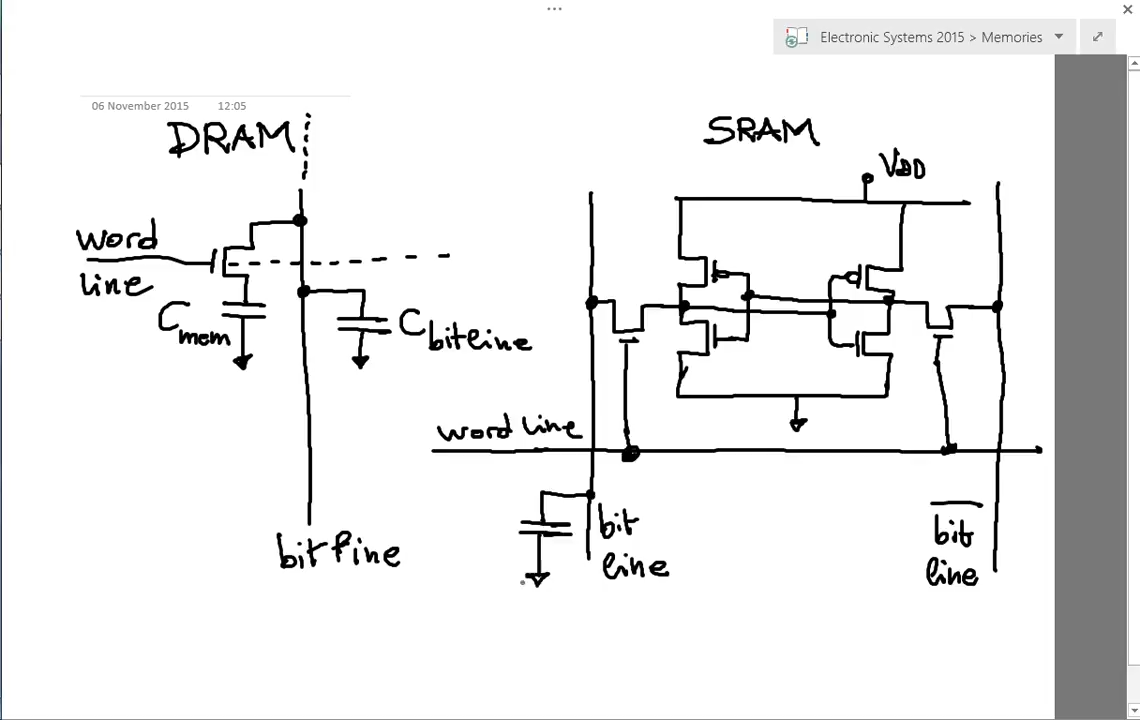 Electronic Systems 2015 > Memories
06 November 2015 12:05
DRAM
word
line
Cmem
Cbitline
bitline
SRAM
VDD
word line
bit
line
bit
line